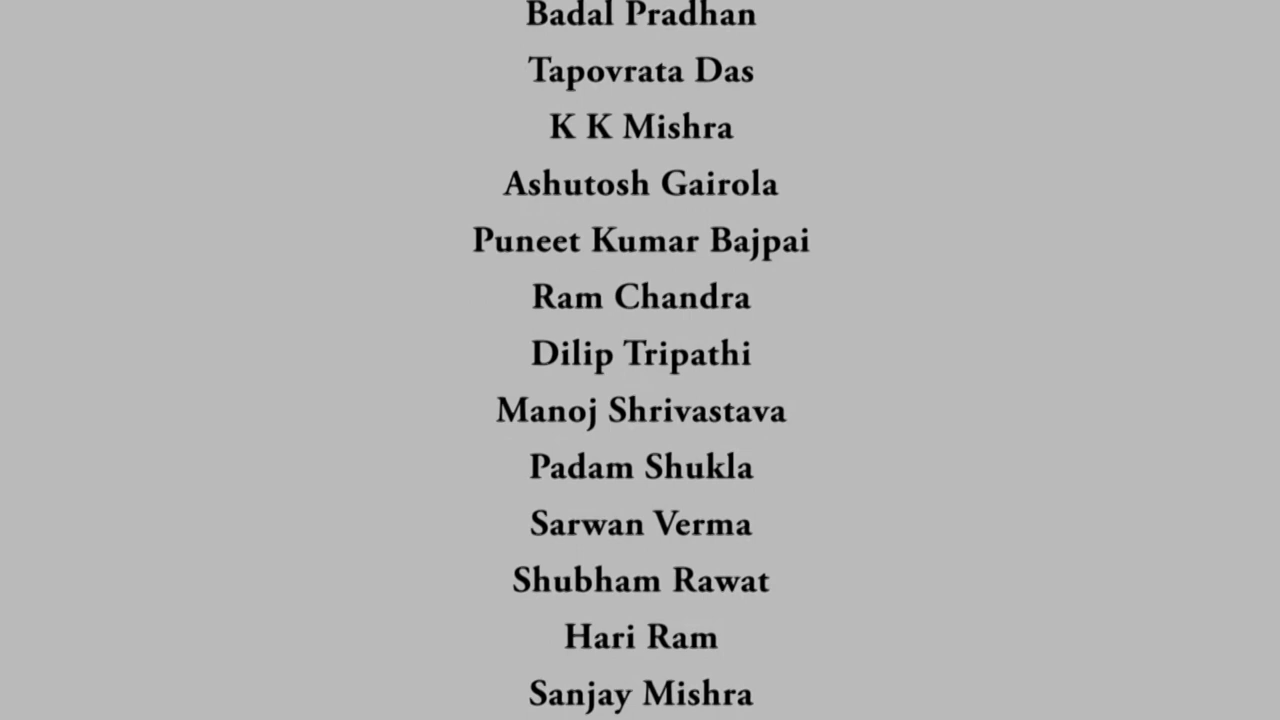 Badal Pradhan
Tapovrata Das
K K Mishra
Ashutosh Gairola
Puneet Kumar Bajpai
Ram Chandra
Dilip Tripathi
Manoj Shrivastava
Padam Shukla
Sarwan Verma
Shubham Rawat
Hari Ram
Sanjay Mishra